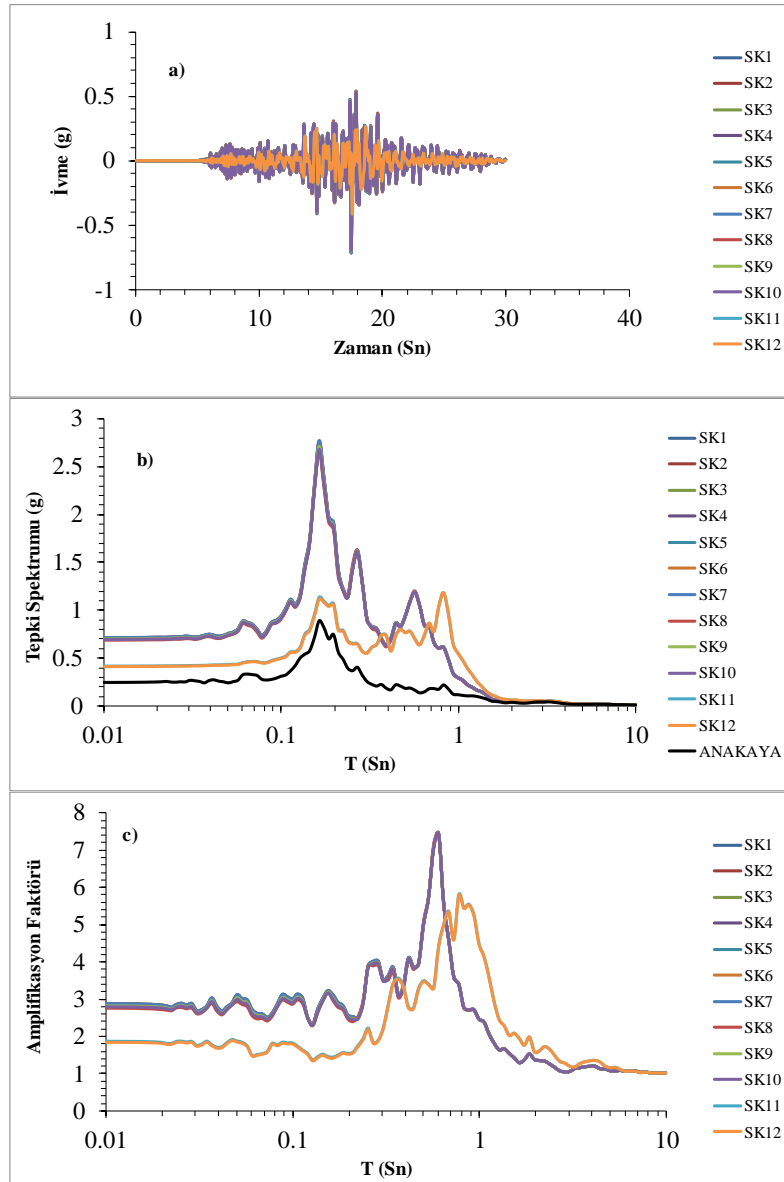 a)
İvme (g)
1
0.5
0
-0.5
-1
0
10
20
30
40
Zaman (Sn)
SK1
SK2
SK3
SK4
SK5
SK6
SK7
SK8
SK9
SK10
SK11
SK12
b)
Tepki Spektrumu (g)
3
2.5
2
1.5
1
0.5
0
0.01
0.1
1
10
T (Sn)
SK1
SK2
SK3
SK4
SK5
SK6
SK7
SK8
SK9
SK10
SK11
SK12
ANAKAYA
c)
Amplifikasyon Faktörü
8
7
6
5
4
3
2
1
0
0.01
0.1
1
10
T (Sn)
SK1
SK2
SK3
SK4
SK5
SK6
SK7
SK8
SK9
SK10
SK11
SK12